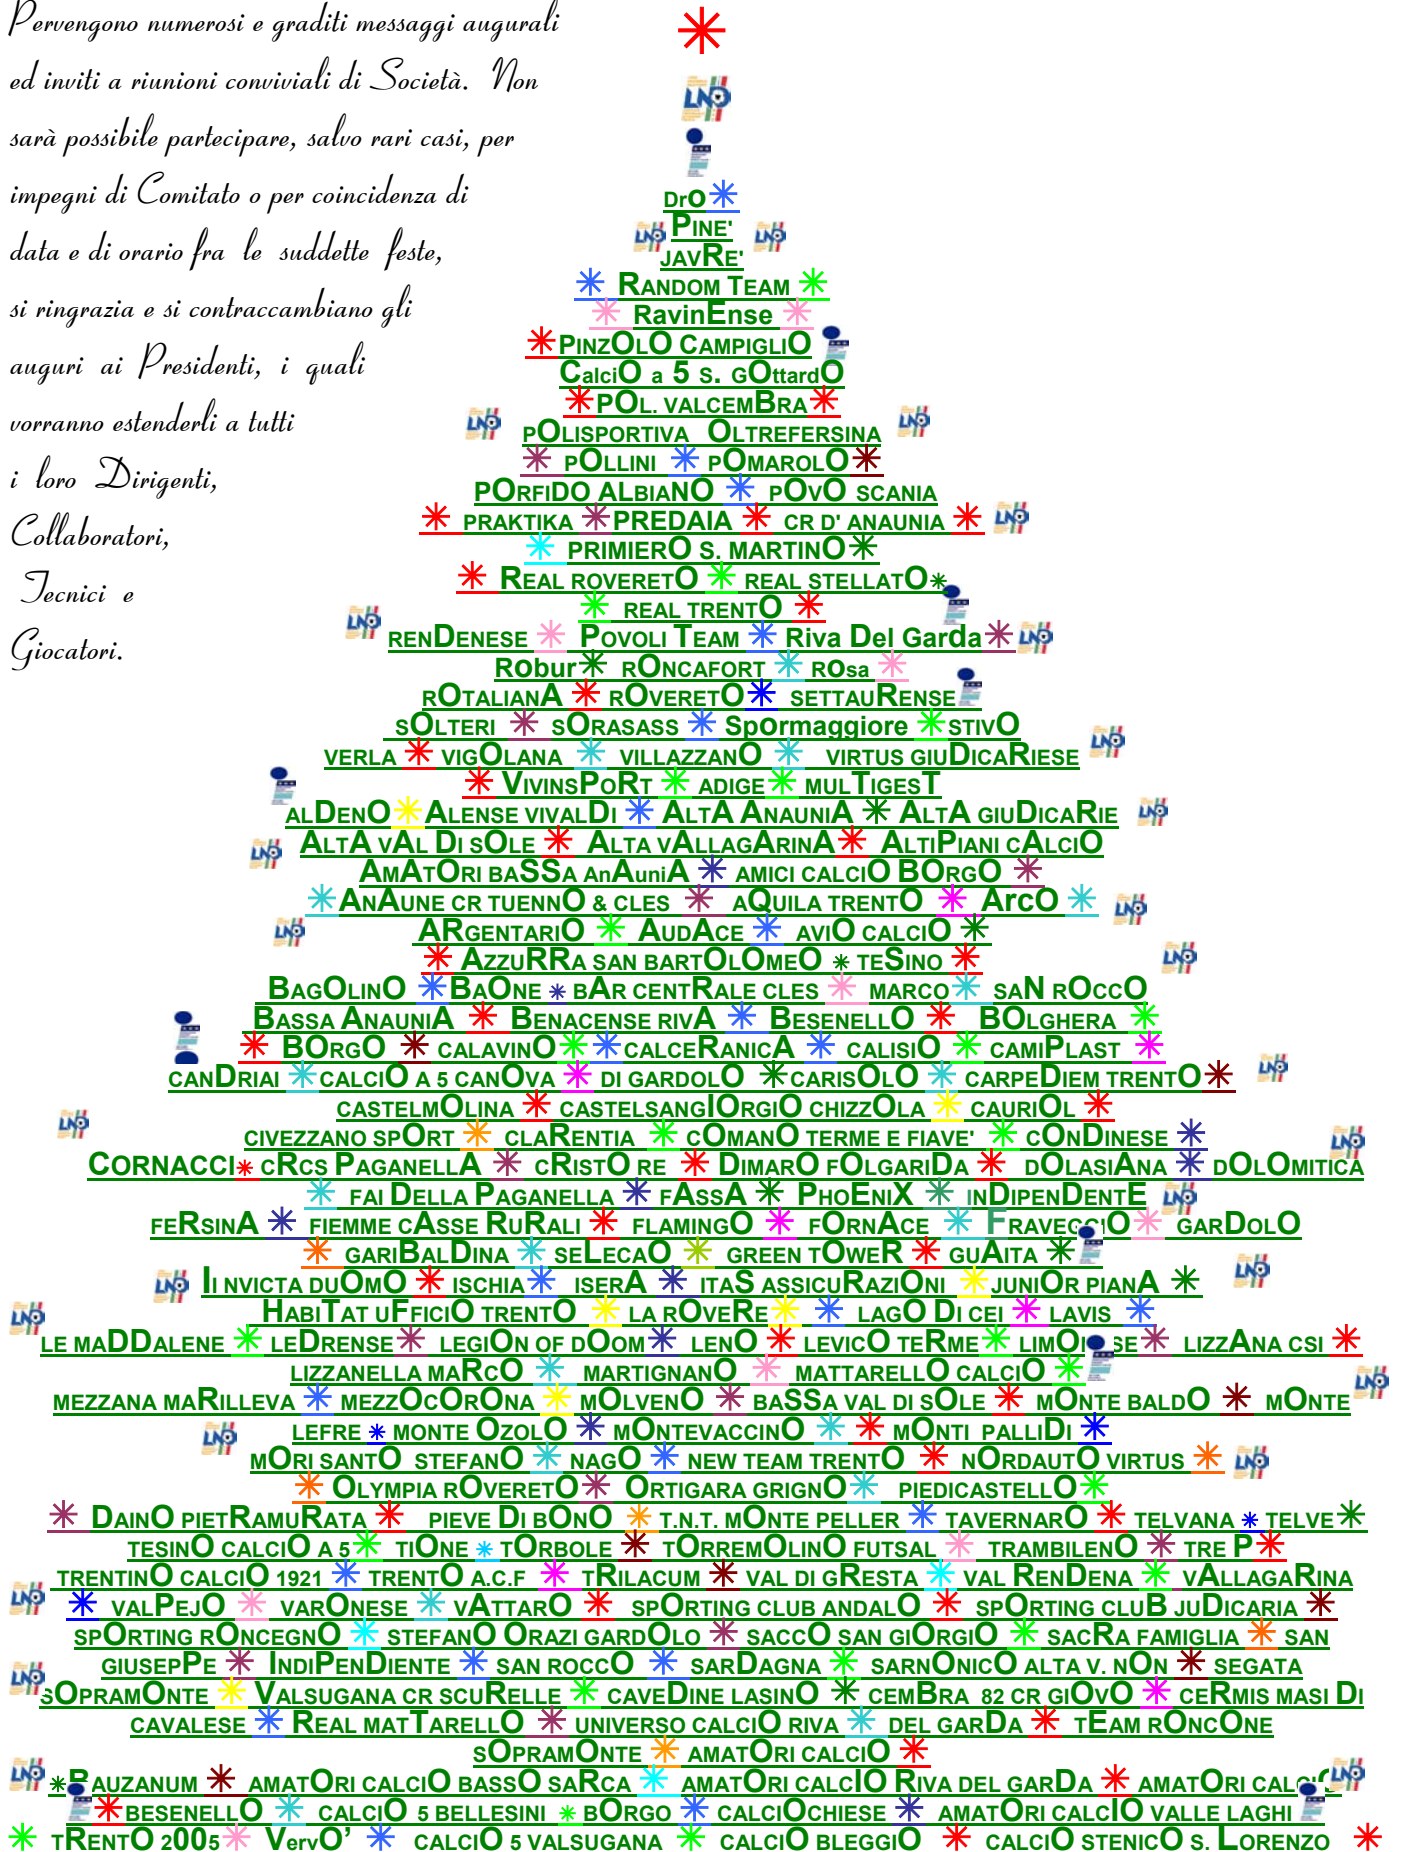 Pervengono numerosi e graditi messaggi augurali
ed inviti a riunioni conviviali di Società. Non
sarà possibile partecipare, salvo rari casi, per
impegni di Comitato o per coincidenza di
data e di orario fra le suddette feste,
si ringrazia e si contraccambiano gli
auguri ai Presidenti, i quali
vorranno estenderli a tutti
i loro Dirigenti,
Collaboratori,
Tecnici e
Giocatori.
LND
DrO *
PINE'
JAVRE'
* RANDOM TEAM *
* RavinEnse *
* PINZOLO CAMPIGLIO
CalciO a 5 S. GOttardO
* POL. VALCEMBRA *
POLISPORTIVA OLTREFERSINA
* POLLINI * POMAROLO *
PORFIDO ALBIANO * POVO SCANIA
* PRAKTIKA * PREDAIA * CR D' ANAUNIA *
* PRIMIERO S. MARTINO *
* REAL ROVERETO * REAL STELLATO *
* REAL TRENTO *
RENDENESE * POVOLI TEAM * Riva Del Garda *
RObur * RONCAFORT * ROsa *
ROTALIANA * ROVERETO * SETTAURENSE
SOLTERI * SORASASS * Spormaggiore * STIVO
VERLA * VIGOLANA * VILLAZZANO * VIRTUS GIUDICARIESE
* VIVINSPORT * ADIGE * MULTIGEST
ALDENO * ALENSE VIVALDI * ALTA ANAUNIA * ALTA GIUDICARIE
ALTA VAL DI SOLE * ALTA VALLAGARINA * ALTIPIANI CALCIO
AMATORI BASSA AnAuniA * AMICI CALCIO BORGO *
* ANAUNE CR TUENNO & CLES * AQUILA TRENTO * ArcO *
ARGENTARIO * AUDACE * AVIO CALCIO *
* AZZURRA SAN BARTOLOMEO * TESINO *
BAGOLINO * BAONE * BAR CENTRALE CLES * MARCO * SAN ROCCO
BASSA ANAUNIA * BENACENSE RIVA * BESENELLO * BOLGHERA *
* BORGO * CALAVINO * * CALCERANICA * CALISIO * CAMIPLAST *
CANDRIAI * CALCIO A 5 CANOVA * DI GARDOLO * CARISOLO * CARPEDIEM TRENTO *
CASTELMOLINA * CASTELSANGIORGIO CHIZZOLA * CAURIOL *
CIVEZZANO SPORT * CLARENTIA * COMANO TERME E FIAVE' * CONDINESE *
CORNACCI * CRCS PAGANELLA * CRISTO RE * DIMARO FOLGARIDA * DOLASIANA * DOLOMITICA
* FAI DELLA PAGANELLA * FASSA * PHOENIX * INDIPENDENTE
FERSINA * FIEMME CASSE RURALI * FLAMINGO * FORNACE * * GARDOLO
* GARIBALDINA * SELECAO * GREEN TOWER * GUAITA *
II NVICTA DUOMO * ISCHIA * ISERA * ITAS ASSICURAZIONI * JUNIOR PIANA *
HABITAT UFFICIO TRENTO * LA ROVERE * * LAGO DI CEI * LAVIS *
LE MADDALENE * LEDRENSE * LEGION OF DOOM * LENO * LEVICO TERME * * LIZZANA CSI *
LIZZANELLA MARCO * MARTIGNANO * MATTARELLO CALCIO *
MEZZANA MARILLEVA * MEZZOCORONA * MOLVENO * BASSA VAL DI SOLE * MONTE BALDO * MONTE
LEFRE * MONTE OZOLO * MONTEVACCINO * * MONTI PALLIDI *
MORI SANTO STEFANO * NAGO * NEW TEAM TRENTO * NORDAUTO VIRTUS *
* OLYMPIA ROVERETO * ORTIGARA GRIGNO * PIEDICASTELLO *
* DAINO PIETRAMURATA * PIEVE DI BONO * T.N.T. MONTE PELLER * TAVERNARO * TELVANA * TELVE *
TESINO CALCIO A 5 * TIONE * TORBOLE * TORREMOLINO FUTSAL * TRAMBILENO * TRE P *
TRENTINO CALCIO 1921 * TRENTO A.C.F * TRILACUM * VAL DI GRESTA * VAL RENDENA * VALLAGARINA
* VALPEJO * VARONESE * VATTARO * SPORTING CLUB ANDALO * SPORTING CLUB JUDICARIA *
SPORTING RONCEGNO * STEFANO ORAZI GARDOLO * SACCO SAN GIORGIO * SACRA FAMIGLIA * SAN
GIUSEPPE * INDIPENDIENTE * SAN ROCCO * SARDAGNA * SARNONICO ALTA V. NON * SEGATA
SOPRAMONTE * VALSUGANA CR SCURELLE * CAVEDINE LASINO * CEMBRA 82 CR GIOVO * CERMIS MASI DI
CAVALESE * REAL MATTARELLO * UNIVERSO CALCIO RIVA * DEL GARDA * TEAM RONCONE
SOPRAMONTE * AMATORI CALCIO *
* BAUZANUM * AMATORI CALCIO BASSO SARCA * AMATORI CALCIO RIVA DEL GARDA * AMATORI CALCIO
* BESENELLO * CALCIO 5 BELLESINI * BORGO * CALCIOCHIESE * AMATORI CALCIO VALLE LAGHI
* TRENTO 2005 * VervO' * CALCIO 5 VALSUGANA * CALCIO BLEGGIO * CALCIO STENICO S. LORENZO *